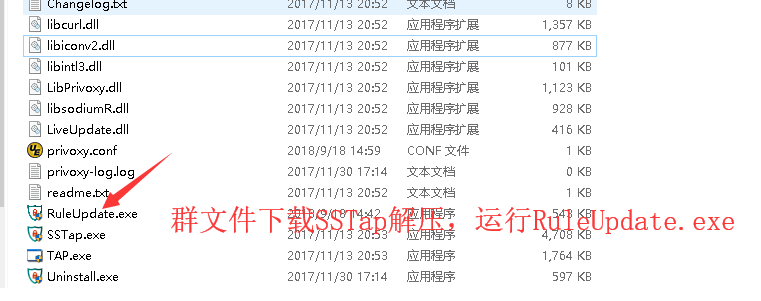 Changelog.txt 2017/11/13 20:52 文本文档 8 KB
libcurl.dll 2017/11/13 20:52 应用程序扩展 1,357 KB
libiconv2.dll 2017/11/13 20:52 应用程序扩展 877 KB
libintl3.dll 2017/11/13 20:52 应用程序扩展 101 KB
LibPrivoxy.dll 2017/11/13 20:52 应用程序扩展 1,123 KB
libsodiumR.dll 2017/11/13 20:52 应用程序扩展 928 KB
LiveUpdate.dll 2017/11/13 20:52 应用程序扩展 416 KB
privoxy.conf 2018/9/18 14:59 CONF 文件 1 KB
privoxy-log.log 2017/11/30 17:14 文本文档 0 KB
readme.txt 2017/11/13 20:52 文本文档 1 KB
RuleUpdate.exe 2018/9/18 14:42 应用程序 543 KB
群文件下载SSTap解压，运行RuleUpdate.exe
SSTap.exe 2017/11/13 20:52 应用程序 4,708 KB
TAP.exe 2017/11/13 20:52 应用程序 1,764 KB
Uninstall.exe 2017/11/30 17:14 应用程序 597 KB